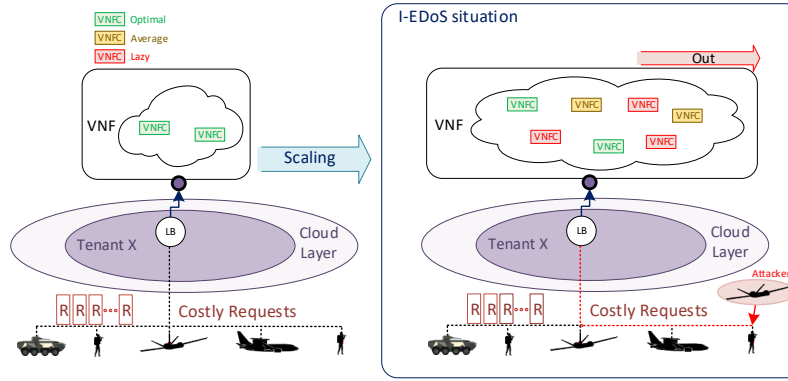 VNFC Optimal
VNFC Average
VNFC Lazy
VNF
VNFC
VNFC
Scaling
LB
Tenant X
Cloud
Layer
R R R ••• R
Costly Requests
I-EDoS situation
Out
VNF
VNFC
VNFC
VNFC
VNFC
VNFC
VNFC
VNFC
LB
Tenant X
Cloud
Layer
Attacker
R R R ••• R
Costly Requests